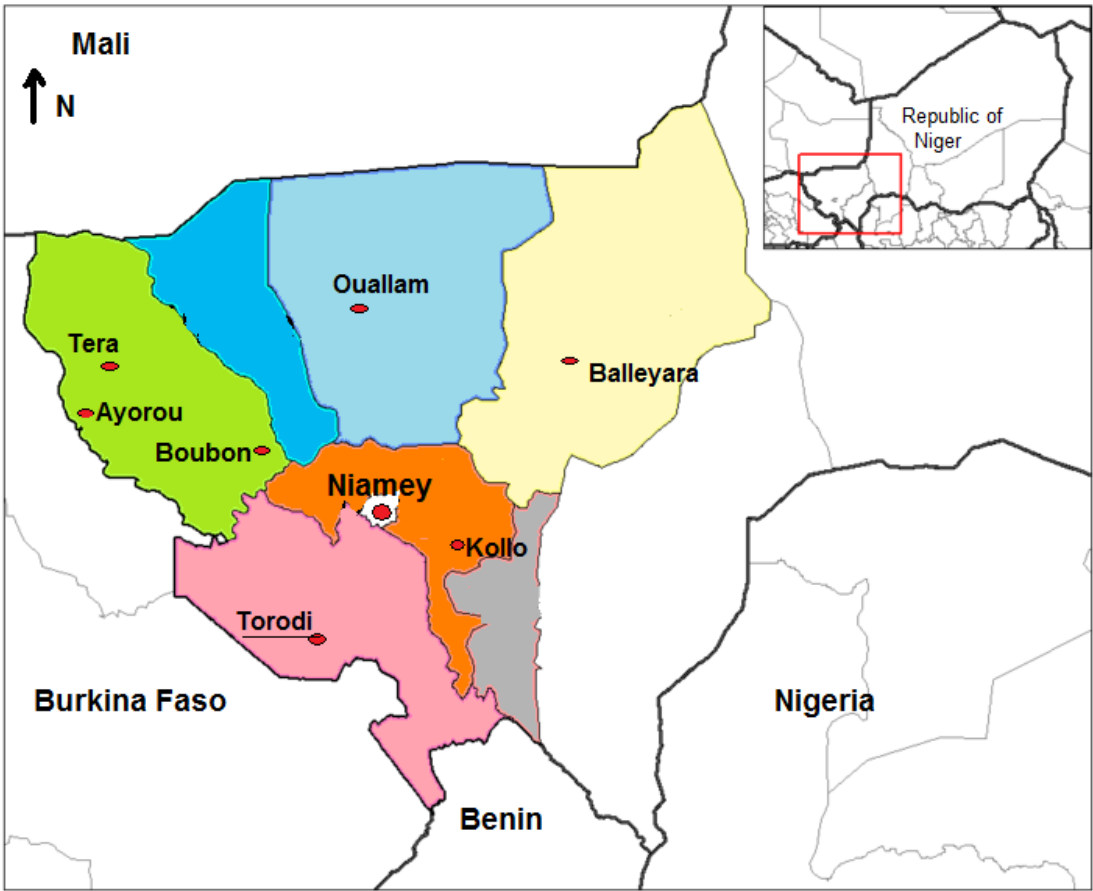 Mali
N
Republic of
Niger
Ouallam
Tera
Balleyara
Ayorou
Boubon
Niamey
Kollo
Torodi
Burkina Faso
Nigeria
Benin